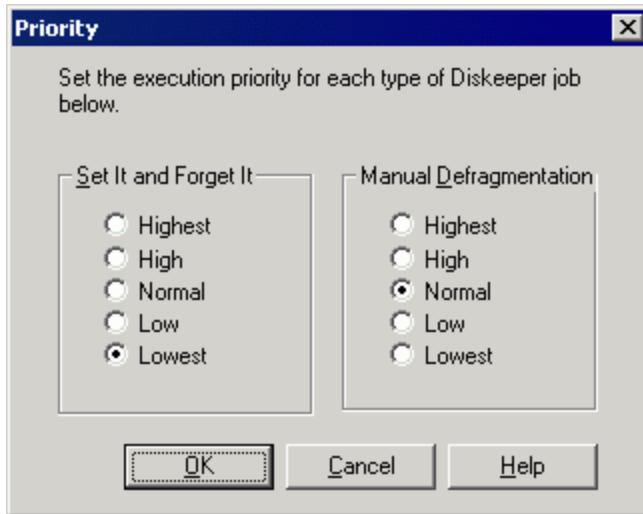 Priority
Set the execution priority for each type of Diskeeper job
below.
Set It and Forget It
Highest
High
Normal
Low
Lowest
Manual Defragmentation
Highest
High
Normal
Low
Lowest
OK
Cancel
Help